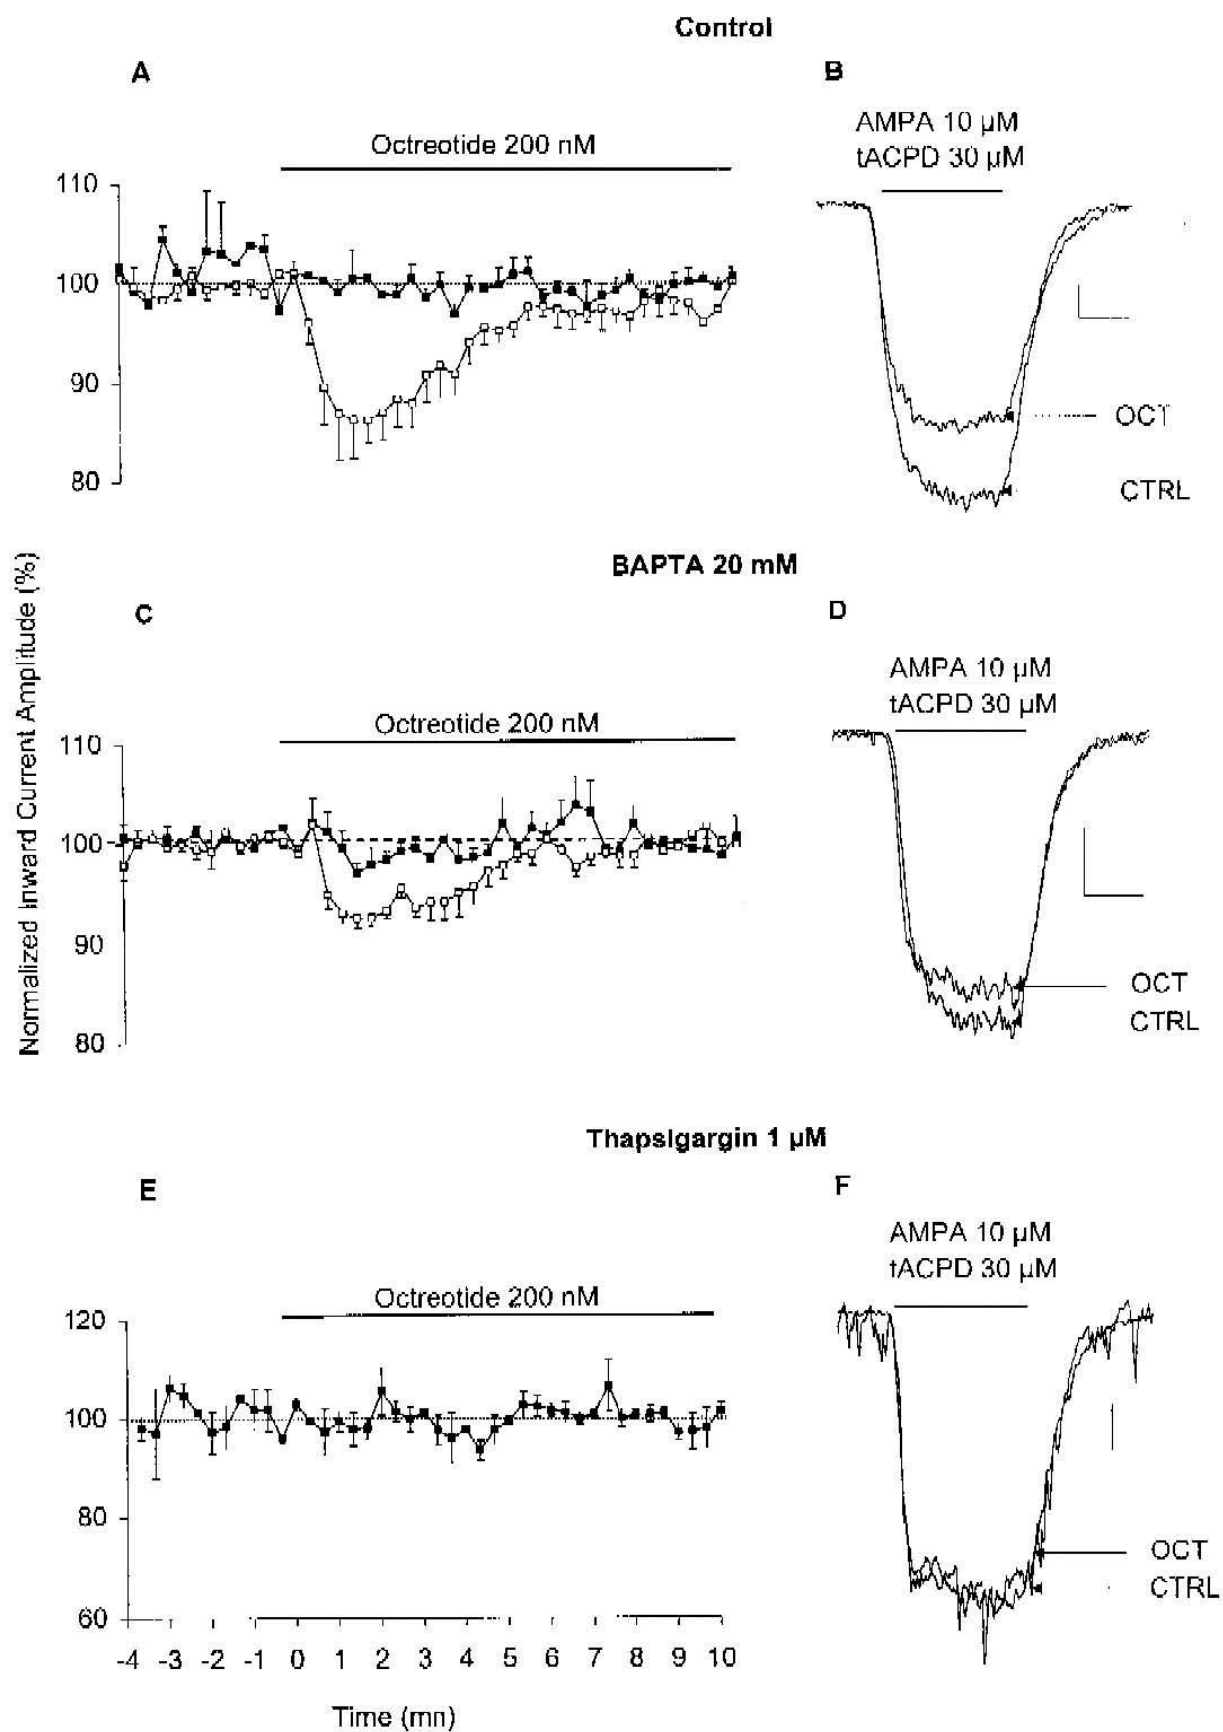 Control
A
Octreotide 200 nM
110
100
90
80
B
AMPA 10 µM
tACPD 30 µM
OCT
CTRL
Normalized Inward Current Amplitude (%)
BAPTA 20 mM
C
Octreotide 200 nM
110
100
90
80
D
AMPA 10 µM
tACPD 30 µM
OCT
CTRL
Thapsigargin 1 µM
E
Octreotide 200 nM
120
100
80
60
-4 -3 -2 -1 0 1 2 3 4 5 6 7 8 9 10
Time (mn)
F
AMPA 10 µM
tACPD 30 µM
OCT
CTRL